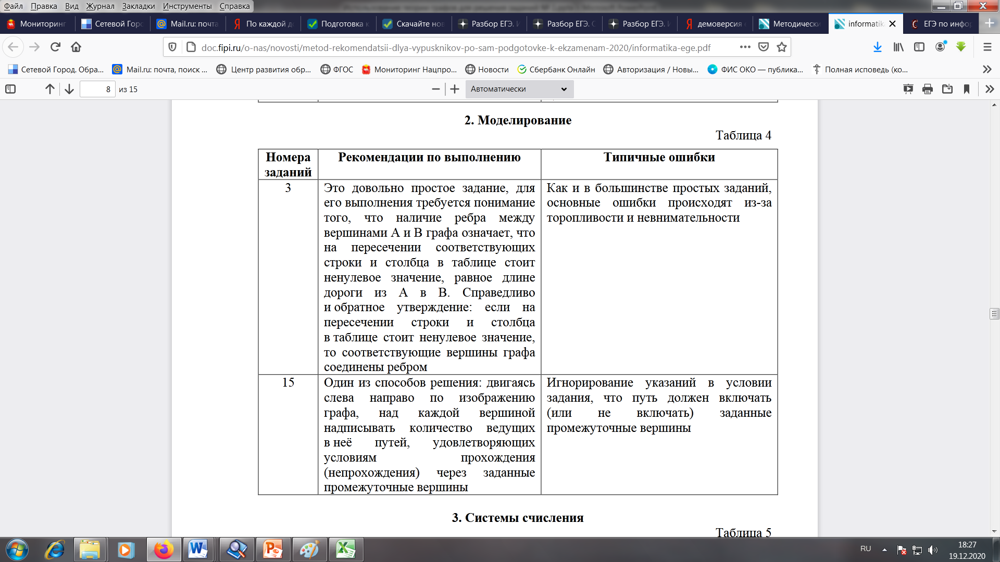 Файл Правка Вид Журнал Закладки Инструменты Справка
Мониторинг
Сетевой Горо
Mail.ru: почта
По каждой д
Подготовка к
Скачайте нов
Разбор ЕГЭ. И
Разбор ЕГЭ. С
Разбор ЕГЭ. И
демоверсия
Методически
informatika
ЕГЭ по инфор
doc.fipi.ru/o-nas/novosti/metod-rekomendatsii-dlya-vypusknikov-po-sam-podgotovke-k-ekzamenam-2020/informatika-ege.pdf
Сетевой Город. Обра...
Mail.ru: почта, поиск ...
Центр развития обр...
ФГОС
Мониторинг Нацпро...
Новости
Сбербанк Онлайн
Авторизация / Новы...
ФИС ОКО — публика...
Полная исповедь (ко...
8 из 15
Автоматически
2. Моделирование
Таблица 4
Номера
заданий
Рекомендации по выполнению
Типичные ошибки
3
Это довольно простое задание, для
его выполнения требуется понимание
того, что наличие ребра между
вершинами А и В графа означает, что
на пересечении соответствующих
строки и столбца в таблице стоит
ненулевое значение, равное длине
дороги из А в В. Справедливо
и обратное утверждение: если на
пересечении строки и столбца
в таблице стоит ненулевое значение,
то соответствующие вершины графа
соединены ребром
Как и в большинстве простых заданий,
основные ошибки происходят из-за
торопливости и невнимательности
15
Один из способов решения: двигаясь
слева направо по изображению
графа, над каждой вершиной
надписывать количество ведущих
в неё путей, удовлетворяющих
условиям прохождения
(непрохождения) через заданные
промежуточные вершины
Игнорирование указаний в условии
задания, что путь должен включать
(или не включать) заданные
промежуточные вершины
3. Системы счисления
Таблица 5
RU
18:27
19.12.2020